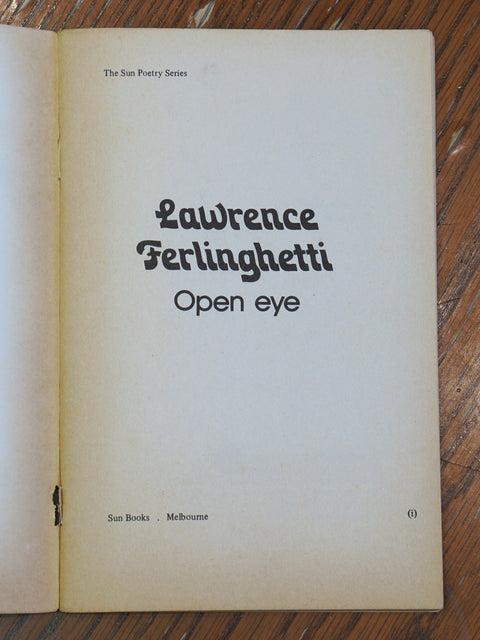 The Sun Poetry Series
Lawrence
Ferlinghetti
Open eye
Sun Books . Melbourne (i)